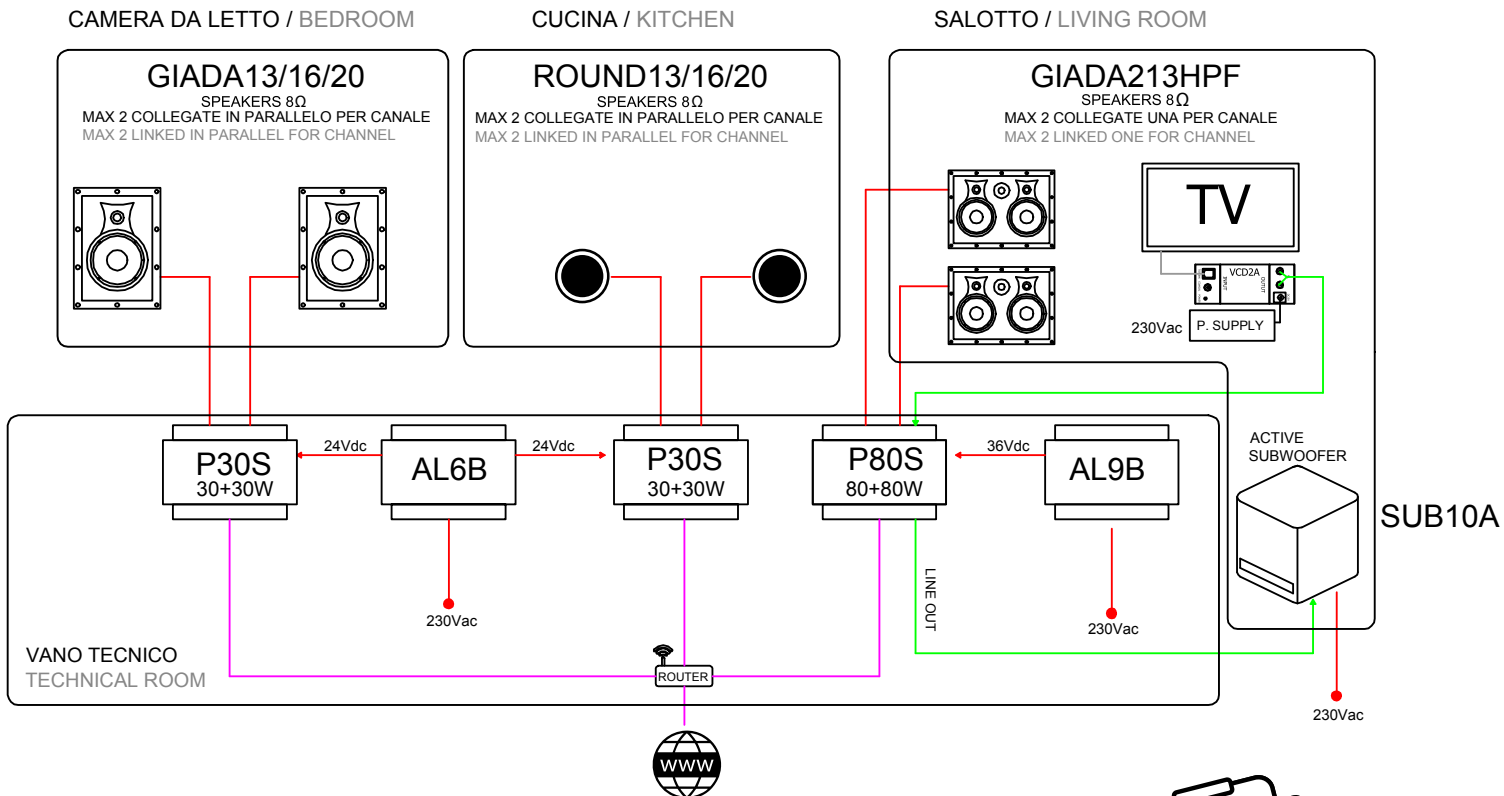 CAMERA DA LETTO / BEDROOM
CUCINA / KITCHEN
SALOTTO / LIVING ROOM
GIADA13/16/20
SPEAKERS 8Ω
MAX 2 COLLEGATE IN PARALLELO PER CANALE
MAX 2 LINKED IN PARALLEL FOR CHANNEL
ROUND13/16/20
SPEAKERS 8Ω
MAX 2 COLLEGATE IN PARALLELO PER CANALE
MAX 2 LINKED IN PARALLEL FOR CHANNEL
GIADA213HPF
SPEAKERS 8Ω
MAX 2 COLLEGATE UNA PER CANALE
MAX 2 LINKED ONE FOR CHANNEL
TV
VCD2A
INPUT
OUTPUT
230Vac
P. SUPPLY
P30S
30+30W
24Vdc
AL6B
24Vdc
P30S
30+30W
P80S
80+80W
36Vdc
AL9B
ACTIVE
SUBWOOFER
SUB10A
230Vac
LINE OUT
230Vac
VANO TECNICO
TECHNICAL ROOM
ROUTER
230Vac
WWW